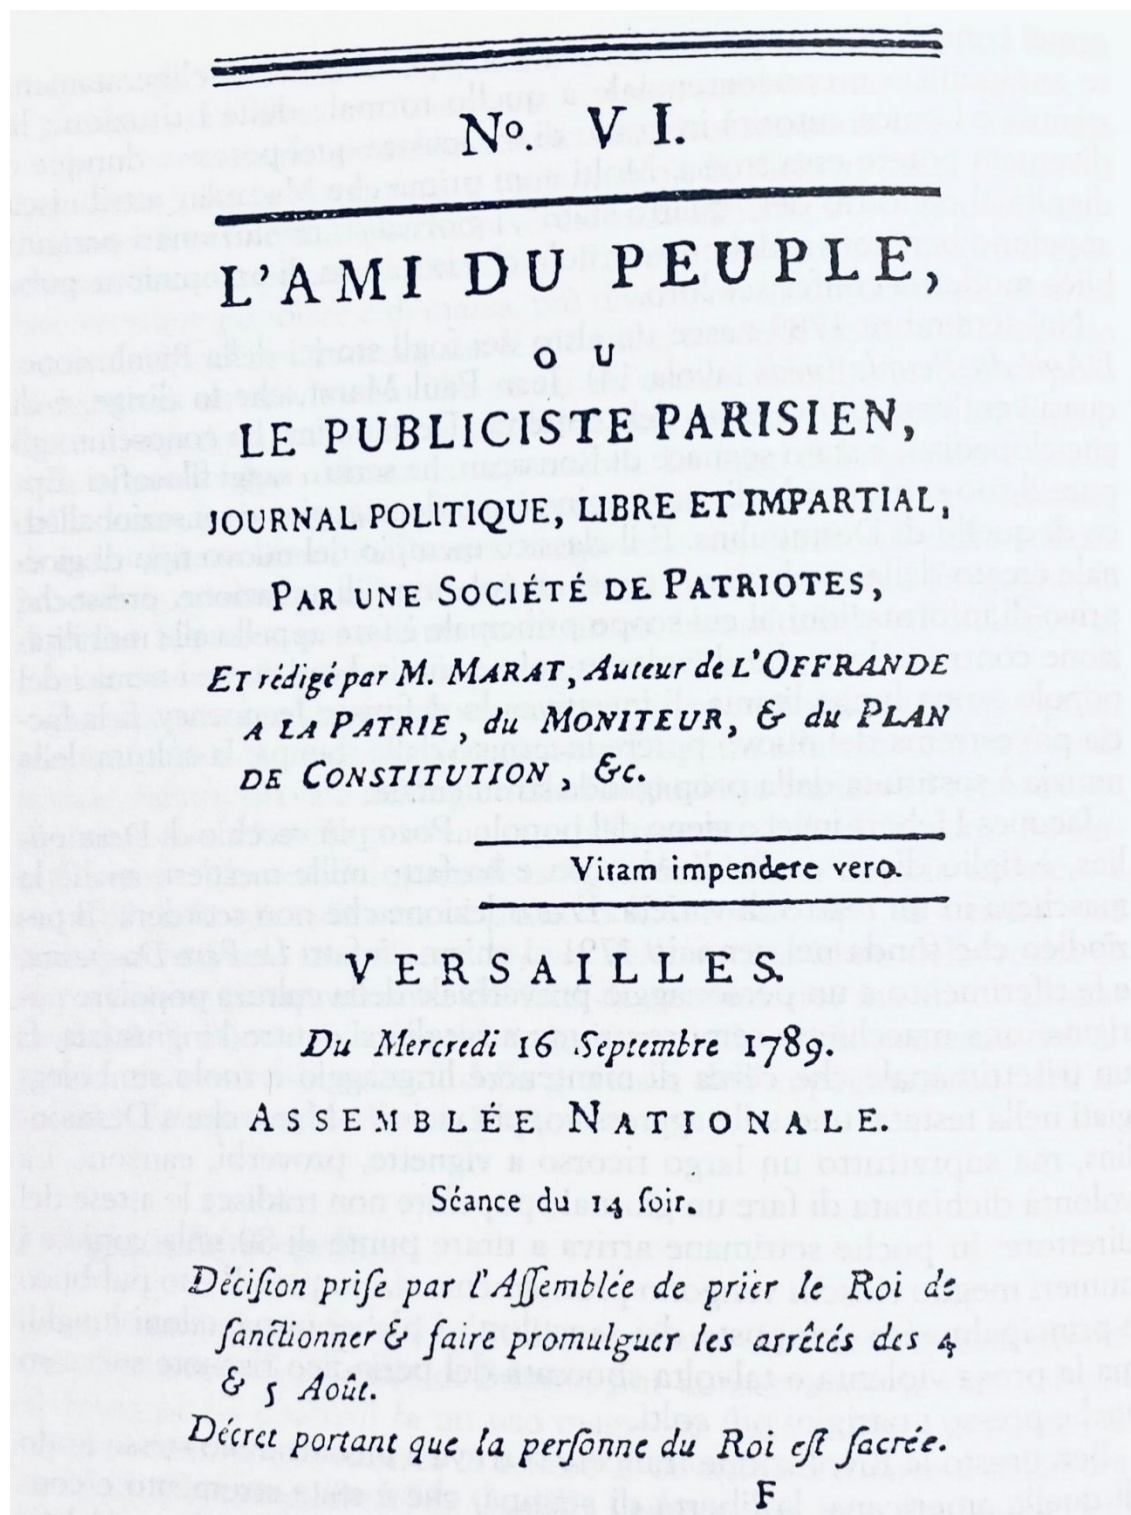 Nº. VI.
L'AMI DU PEUPLE,
OU
LE PUBLICISTE PARISIEN,
JOURNAL POLITIQUE, LIBRE ET IMPARTIAL,
PAR UNE SOCIÉTÉ DE PATRIOTES,
ET rédigé par M. MARAT, Auteur de L'OFFRANDE
A LA PATRIE, du MONITEUR, & du PLAN
DE CONSTITUTION, &c.
Vitam impendere vero.
VERSAILLES.
Du Mercredi 16 Septembre 1789.
ASSEMBLÉE NATIONALE.
Séance du 14 ſoir.
Déciſion priſe par l'Aſſemblée de prier le Roi de
ſanctionner & faire promulguer les arrêtés des 4
& 5 Août.
Décret portant que la perſonne du Roi eſt ſacrée.
F